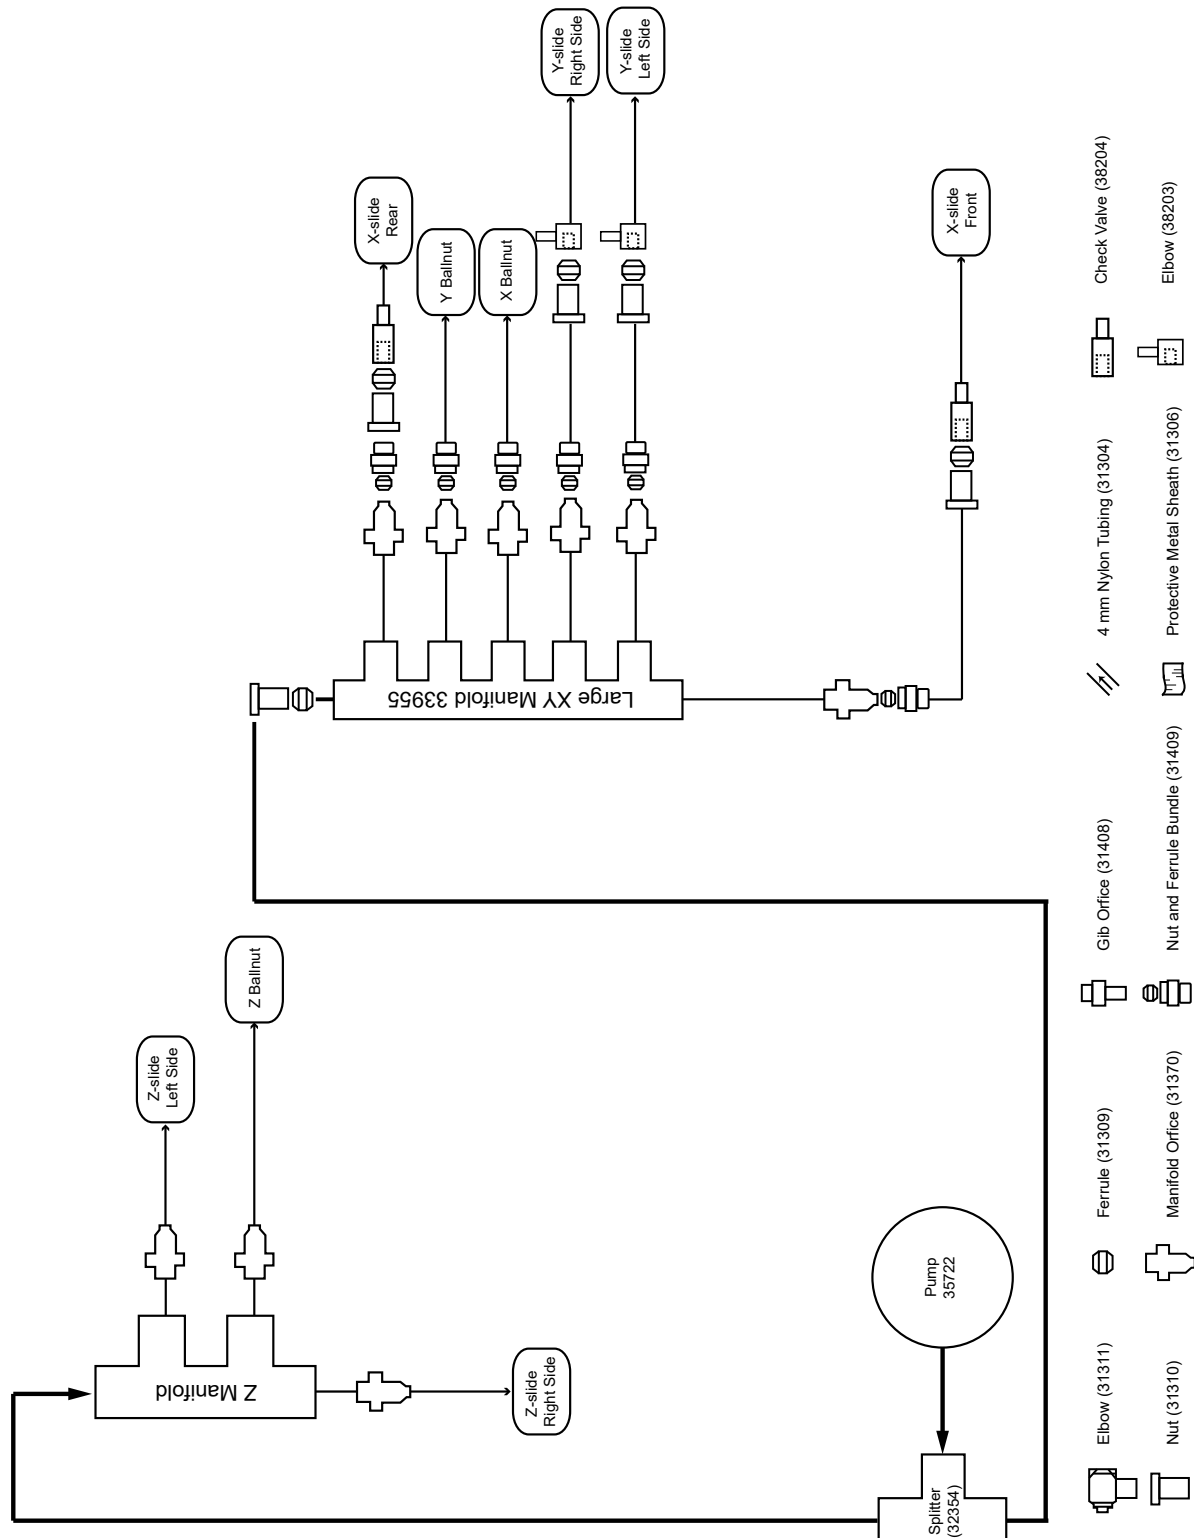 Y-slide
Right Side
Y-slide
Left Side
X-slide
Rear
Y Ballnut
X Ballnut
X-slide
Front
Large XY Manifold 33955
Z-slide
Left Side
Z Ballnut
Z Manifold
Z-slide
Right Side
Pump
35722
Splitter
(32354)
Elbow (31311)
Ferrule (31309)
Gib Orfice (31408)
4 mm Nylon Tubing (31304)
Check Valve (38204)
Nut (31310)
Manifold Orfice (31370)
Nut and Ferrule Bundle (31409)
Protective Metal Sheath (31306)
Elbow (38203)